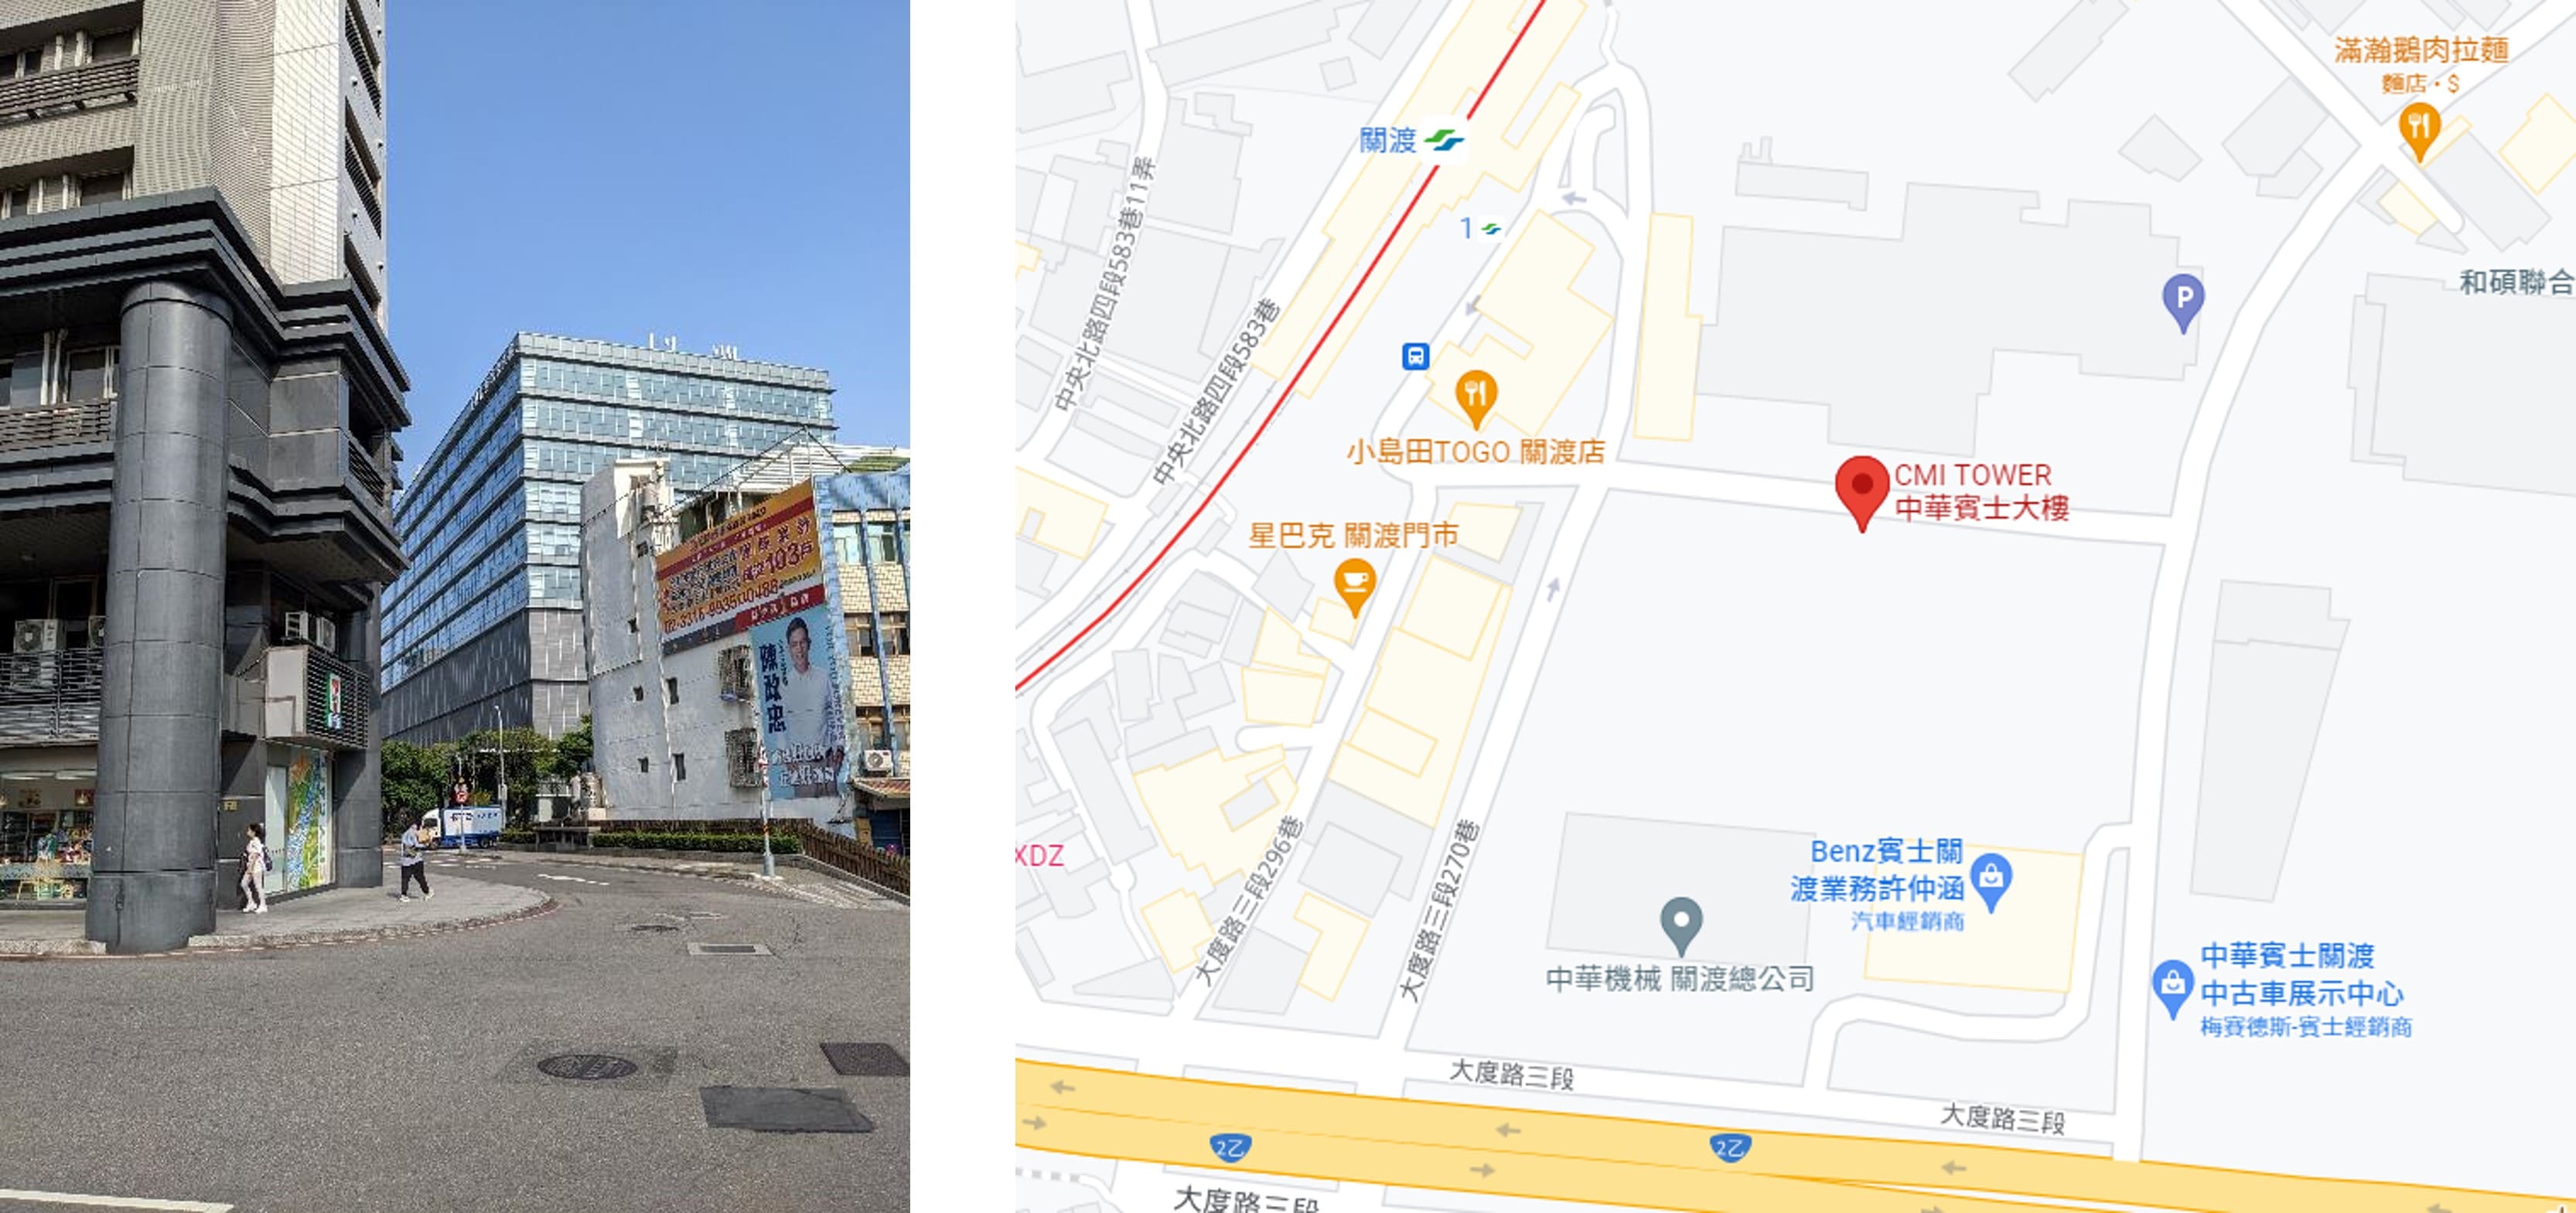 103戶
02-
陳政忠
關渡
1
中央北路四段583巷11弄
中央北路四段583巷
小島田TOGO 關渡店
星巴克 關渡門市
CMI TOWER
中華賓士大樓
滿瀚鵝肉拉麵
麵店・$
P
和碩聯合
XDZ
大度路三段296巷
大度路三段270巷
Benz賓士關
渡業務許仲涵
汽車經銷商
中華機械 關渡總公司
中華賓士關渡
中古車展示中心
梅賽德斯-賓士經銷商
大度路三段
大度路三段
2乙
2乙
大度路三段